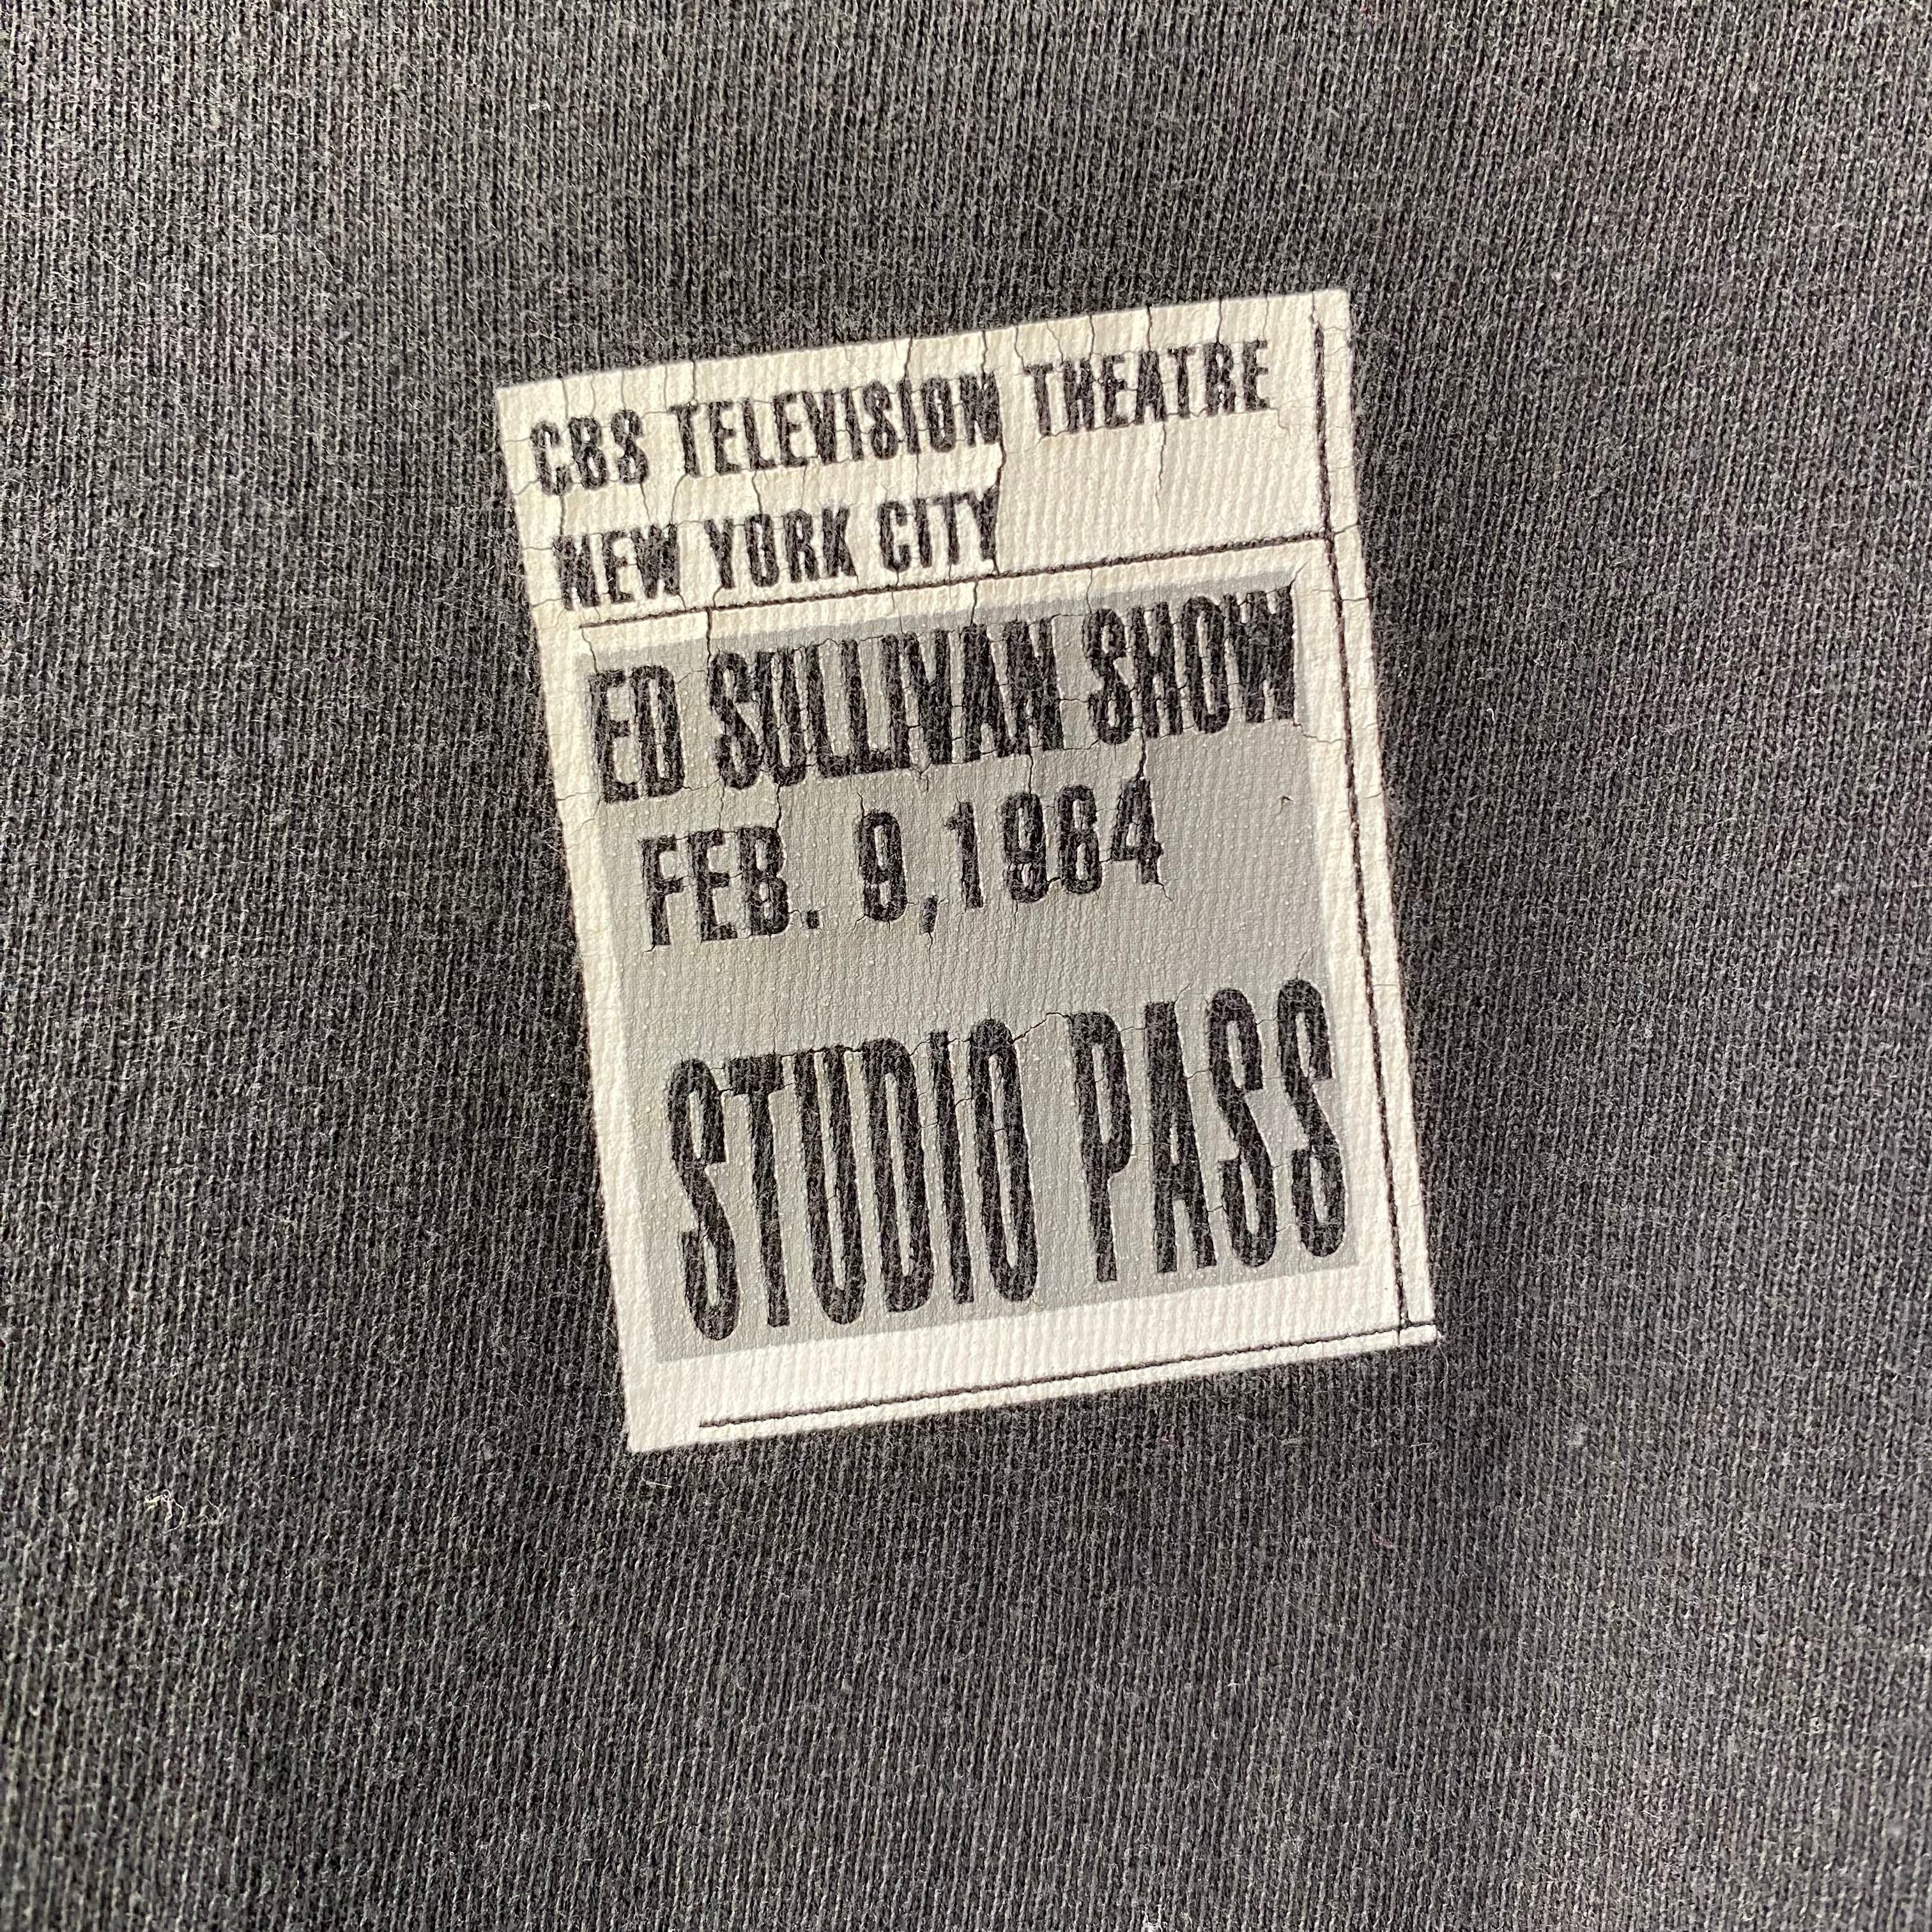 CBS TELEVISION THEATRE
NEW YORK CITY
ED SULLIVAN SHOW
FEB. 9,1964
STUDIO PASS